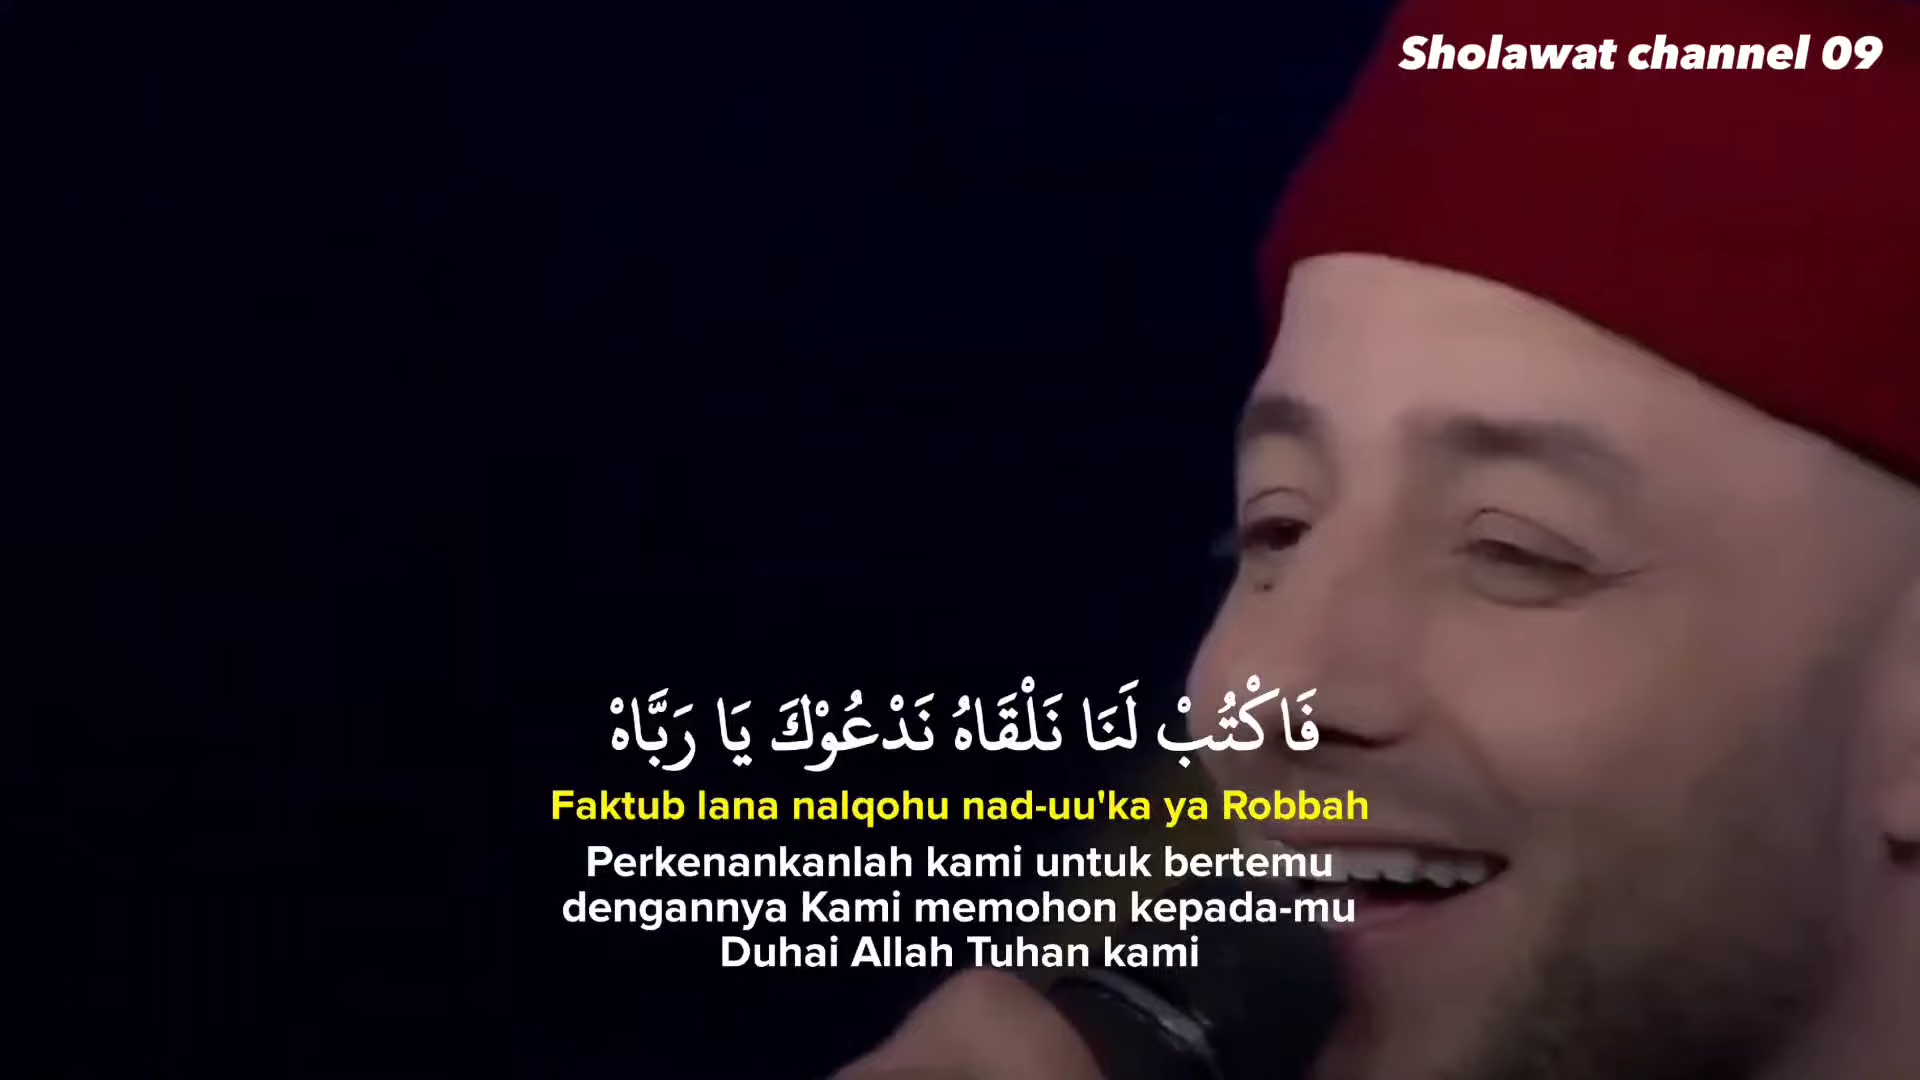 Sholawat channel 09
فَاكْتُبْ لَنَا نَلْقَاهُ نَدْعُوْكَ يَا رَبَّاهْ
Faktub lana nalqohu nad-uu'ka ya Robbah
Perkenankanlah kami untuk bertemu
dengannya Kami memohon kepada-mu
Duhai Allah Tuhan kami